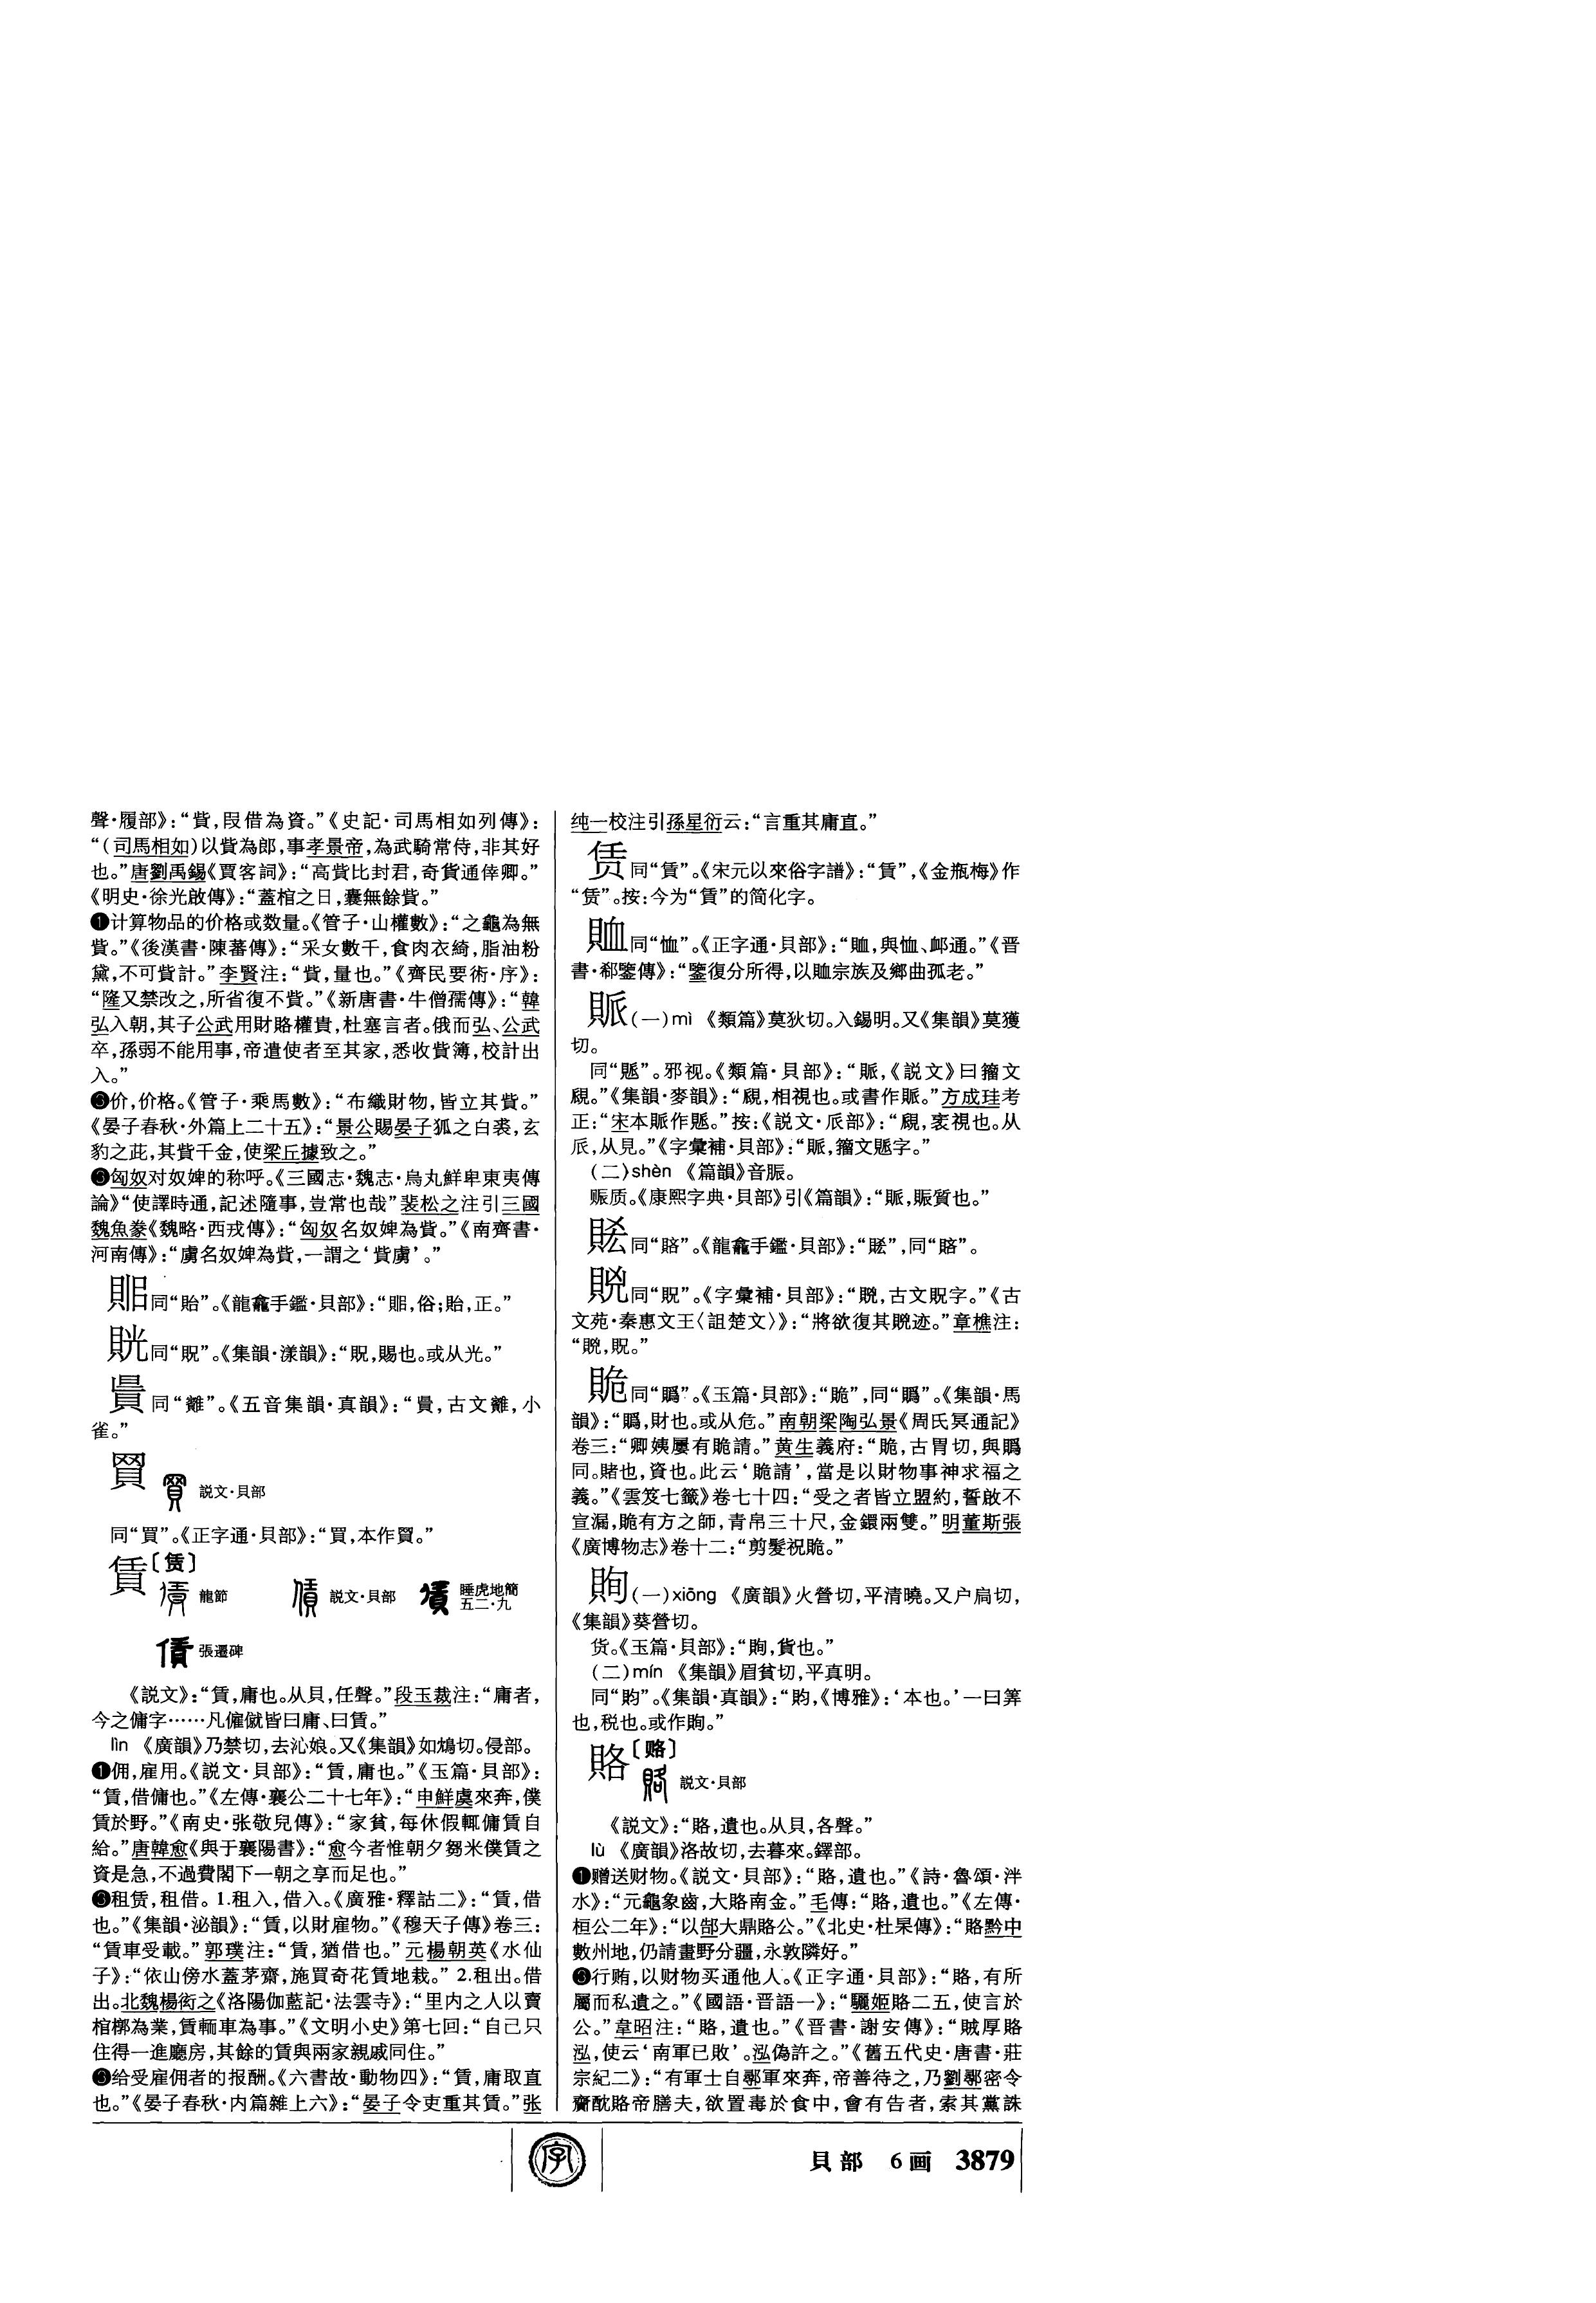 聲·履部》：“貲，叚借為資。”《史記·司馬相如列傳》：
“（司馬相如）以貲為郎，事孝景帝，為武騎常侍，非其好
也。”唐劉禹錫《賈客詞》：“高貲比封君，奇貨通倖卿。”
《明史·徐光啟傳》：“蓋棺之日，囊無餘貲。”
❶计算物品的价格或数量。《管子·山權數》：“之龜為無
貲。”《後漢書·陳蕃傳》：“采女數千，食肉衣綺，脂油粉
黛，不可貲計。”李賢注：“貲，量也。”《齊民要術·序》：
“隆又禁改之，所省復不貲。”《新唐書·牛僧孺傳》：“韓
弘入朝，其子公武用財賂權貴，杜塞言者。俄而弘、公武
卒，孫弱不能用事，帝遣使者至其家，悉收貲簿，校計出
入。”
❸价，价格。《管子·乘馬數》：“布織財物，皆立其貲。”
《晏子春秋·外篇上二十五》：“景公賜晏子狐之白裘，玄
豹之茈，其貲千金，使梁丘據致之。”
❸匈奴对奴婢的称呼。《三國志·魏志·烏丸鮮卑東夷傳
論》“使譯時通，記述隨事，豈常也哉”裴松之注引三國
魏魚豢《魏略·西戎傳》：“匈奴名奴婢為貲。”《南齊書·
河南傳》：“虜名奴婢為貲，一謂之‘貲虜’。”
同“貽”。《龍龕手鑑·貝部》：“，俗；貽，正。”
䝰同“貺”。《集韻·漾韻》：“貺，賜也。或从光。”
同“雡”。《五音集韻·真韻》：“，古文雡，小
雀。”
䝨 説文·貝部
同“買”。《正字通·貝部》：“買，本作。”
賃〔赁〕
龍節 説文·貝部 睡虎地簡
五二·九
張遷碑
《説文》：“賃，庸也。从貝，任聲。”段玉裁注：“庸者，
今之傭字……凡僱僦皆曰庸、曰賃。”
lìn 《廣韻》乃禁切，去沁娘。又《集韻》如鴆切。侵部。
❶佣，雇用。《説文·貝部》：“賃，庸也。”《玉篇·貝部》：
“賃，借傭也。”《左傳·襄公二十七年》：“申鮮虞來奔，僕
賃於野。”《南史·张敬兒傳》：“家貧，每休假輒傭賃自
給。”唐韓愈《與于襄陽書》：“愈今者惟朝夕芻米僕賃之
資是急，不過費閣下一朝之享而足也。”
❸租赁，租借。1.租入，借入。《廣雅·釋詁二》：“賃，借
也。”《集韻·沁韻》：“賃，以財雇物。”《穆天子傳》卷三：
“賃車受載。”郭璞注：“賃，猶借也。”元楊朝英《水仙
子》：“依山傍水蓋茅齋，施買奇花賃地栽。” 2.租出。借
出。北魏楊衒之《洛陽伽藍記·法雲寺》：“里内之人以賣
棺槨為業，賃輀車為事。”《文明小史》第七回：“自己只
住得一進廳房，其餘的賃與兩家親戚同住。”
❸给受雇佣者的报酬。《六書故·動物四》：“賃，庸取直
也。”《晏子春秋·内篇雜上六》：“晏子令吏重其賃。”张
纯一校注引孫星衍云：“言重其庸直。”
赁同“賃”。《宋元以來俗字譜》：“賃”，《金瓶梅》作
“赁”。按：今为“賃”的简化字。
賉同“恤”。《正字通·貝部》：“賉，與恤、卹通。”《晉
書·郗鑒傳》：“鑒復分所得，以賉宗族及鄉曲孤老。”
（一）mì 《類篇》莫狄切。入錫明。又《集韻》莫獲
切。
同“覛”。邪视。《類篇·貝部》：“，《説文》曰籀文
覛。”《集韻·麥韻》：“覛，相視也。或書作。”方成珪考
正：“宋本作覛。”按：《説文·𠂢部》：“覛，衺視也。从
𠂢，从見。”《字彙補·貝部》：“，籀文覛字。”
（二）shèn 《篇韻》音脤。
赈质。《康熙字典·貝部》引《篇韻》：“，賑質也。”
同“賂”。《龍龕手鑑·貝部》：“”，同“賂”。
同“貺”。《字彙補·貝部》：“，古文貺字。”《古
文苑·秦惠文王〈詛楚文〉》：“將欲復其迹。”章樵注：
“，貺。”
貤同“賵”。《玉篇·貝部》：“”，同“”。《集韻·馬
韻》：“，財也。或从危。”南朝梁陶弘景《周氏冥通記》
卷三：“卿姨屢有請。”黄生義府：“，古胃切，與
同。賭也，資也。此云‘請’，當是以財物事神求福之
義。”《雲笈七籤》卷七十四：“受之者皆立盟約，誓啟不
宣漏，有方之師，青帛三十尺，金鐶兩雙。”明董斯張
《廣博物志》卷十二：“剪髮祝。”
（一）xiōng 《廣韻》火營切，平清曉。又户扃切，
《集韻》葵營切。
货。《玉篇·貝部》：“，貨也。”
（二）mín 《集韻》眉貧切，平真明。
同“”。《集韻·真韻》：“，《博雅》：‘本也。’一曰筭
也，税也。或作。”
賂〔赂〕
説文·貝部
《説文》：“賂，遺也。从貝，各聲。”
lù 《廣韻》洛故切，去暮來。鐸部。
❶赠送财物。《説文·貝部》：“賂，遺也。”《詩·魯頌·泮
水》：“元龜象齒，大賂南金。”毛傳：“賂，遺也。”《左傳·
桓公二年》：“以郜大鼎賂公。”《北史·杜杲傳》：“賂黔中
數州地，仍請畫野分疆，永敦隣好。”
❸行贿，以财物买通他人。《正字通·貝部》：“賂，有所
屬而私遺之。”《國語·晋語一》：“驪姬賂二五，使言於
公。”韋昭注：“賂，遺也。”《晋書·謝安傳》：“賊厚賂
泓，使云‘南軍已敗’。泓偽許之。”《舊五代史·唐書·莊
宗紀二》：“有軍士自鄩軍來奔，帝善待之，乃劉鄩密令
齎酖賂帝膳夫，欲置毒於食中，會有告者，索其黨誅
字
貝部 6画 3879